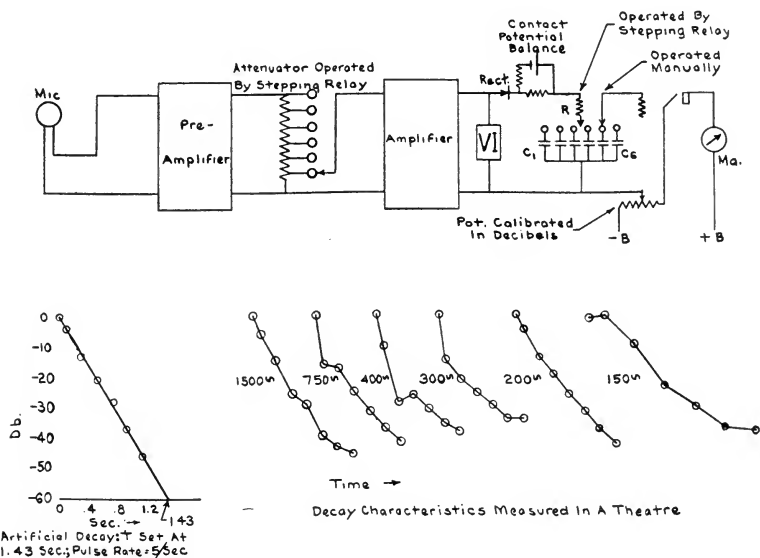 Contact
Potential
Balance
Operated By
Stepping Relay
Operated
Manually
Attenuator Operated
By Stepping Relay
Rect.
Mic
R
Pre-
Amplifier
Amplifier
VI
C1
C6
Ma.
Pot. Calibrated
In Decibels
-B
+B
Db.
0
-10
-20
-30
-40
-50
-60
0 .4 .8 1.2
Sec. → 1.43
Artificial Decay: T Set At
1.43 Sec; Pulse Rate=5/Sec
1500~
750~
400~
300~
200~
150~
Time →
Decay Characteristics Measured In A Theatre